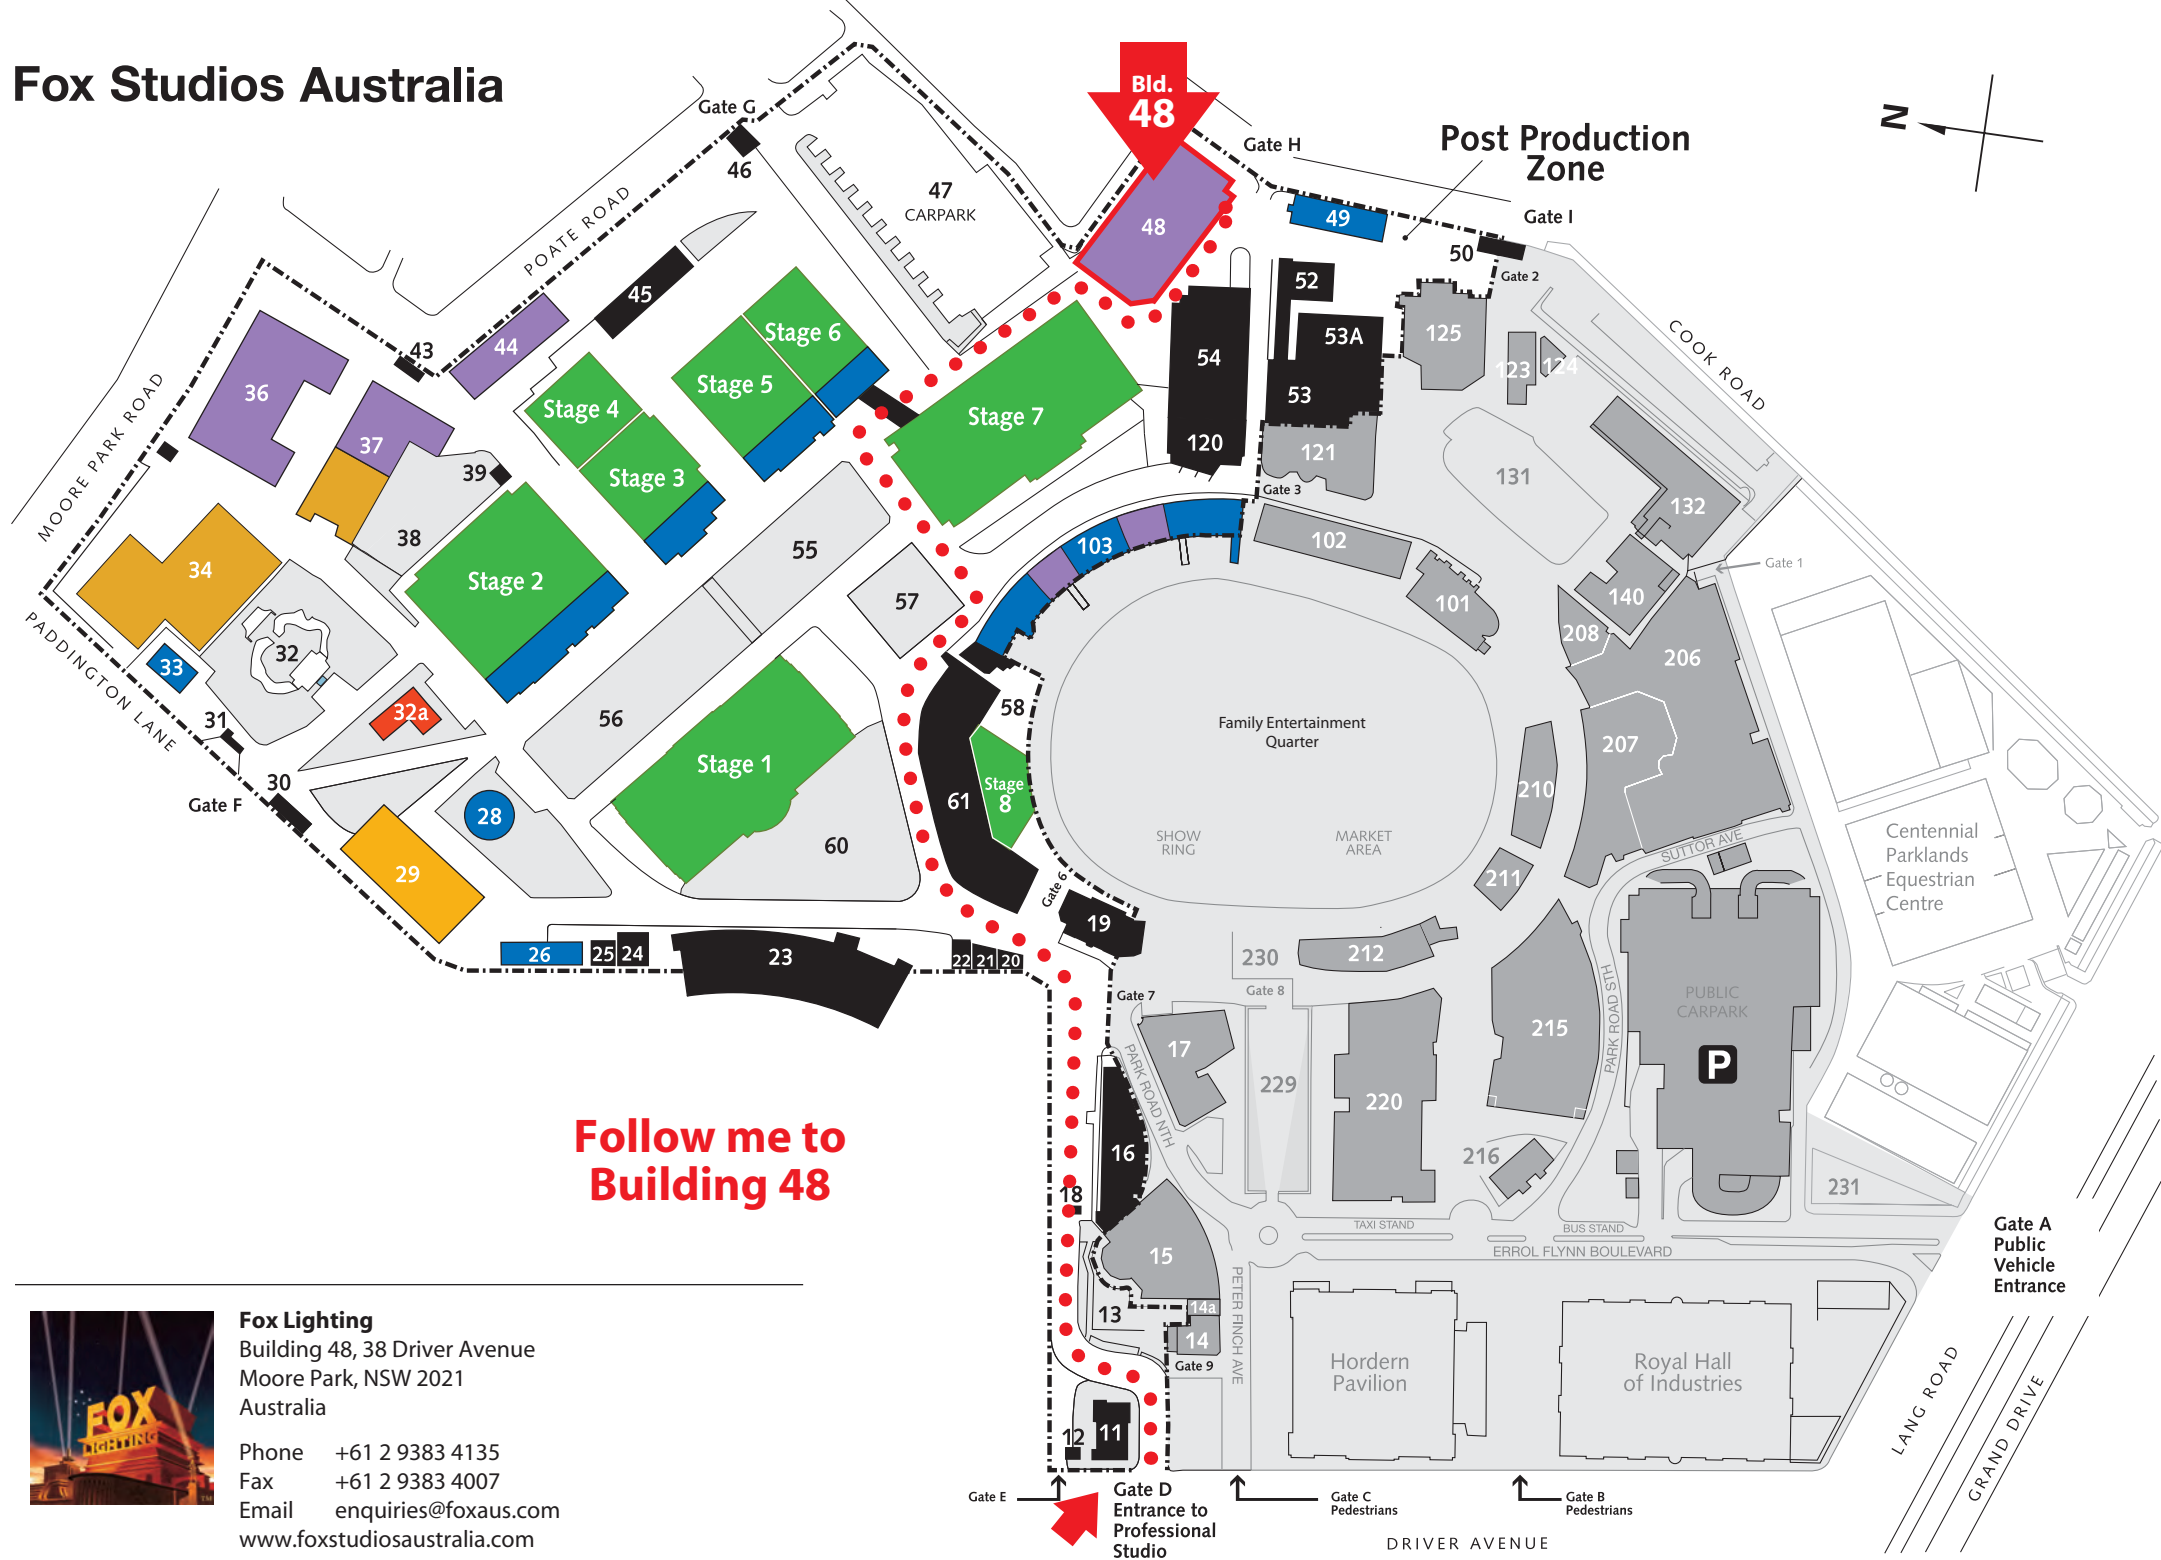 Fox Studios Australia
Bld.
48
Gate G
46
47
CARPARK
Gate H
Post Production
Zone
N
48
49
Gate I
50
Gate 2
POATE ROAD
45
44
43
Stage 6
Stage 5
Stage 4
Stage 3
Stage 7
52
53A
53
54
120
121
125
123
124
COOK ROAD
MOORE PARK ROAD
36
37
39
38
34
Stage 2
55
57
103
Gate 3
102
101
131
132
Gate 1
140
PADDINGTON LANE
33
32
32a
31
30
Gate F
56
58
Stage 1
Stage
8
61
60
28
29
Family Entertainment
Quarter
SHOW
RING
MARKET
AREA
208
206
207
210
211
SUTTOR AVE
Centennial
Parklands
Equestrian
Centre
26
25
24
23
22
21
20
Gate 6
19
230
Gate 8
212
Gate 7
17
229
220
215
216
PARK ROAD STH
PUBLIC
CARPARK
P
PARK ROAD NTH
16
18
15
TAXI STAND
BUS STAND
ERROL FLYNN BOULEVARD
231
Gate A
Public
Vehicle
Entrance
Follow me to
Building 48
13
14a
14
Gate 9
PETER FINCH AVE
Hordern
Pavilion
Royal Hall
of Industries
LANG ROAD
GRAND DRIVE
12
11
Gate E
Gate D
Entrance to
Professional
Studio
Gate C
Pedestrians
Gate B
Pedestrians
DRIVER AVENUE
FOX
LIGHTING
TM
Fox Lighting
Building 48, 38 Driver Avenue
Moore Park, NSW 2021
Australia
Phone +61 2 9383 4135
Fax +61 2 9383 4007
Email enquiries@foxaus.com
www.foxstudiosaustralia.com